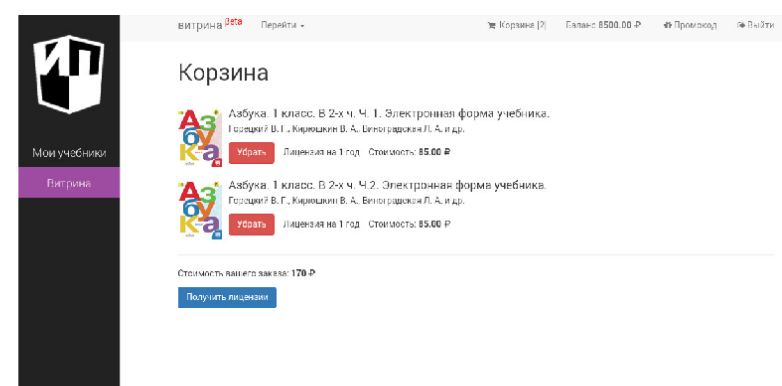 витрина Beta
Перейти
Корзина [2]
Баланс 8500.00 ₽
Промокод
Выйти
ИП
Мои учебники
Витрина
Корзина
АЗбуКа
Азбука. 1 класс. В 2-х ч. Ч. 1. Электронная форма учебника.
Горецкий В. Г., Кирюшкин В. А., Виноградская Л. А. и др.
Убрать
Лицензия на 1 год
Стоимость: 85.00 ₽
АЗбуКа
Азбука. 1 класс. В 2-х ч. Ч.2. Электронная форма учебника.
Горецкий В. Г., Кирюшкин В. А., Виноградская Л. А. и др.
Убрать
Лицензия на 1 год
Стоимость: 85.00 ₽
Стоимость вашего заказа: 170 ₽
Получить лицензии